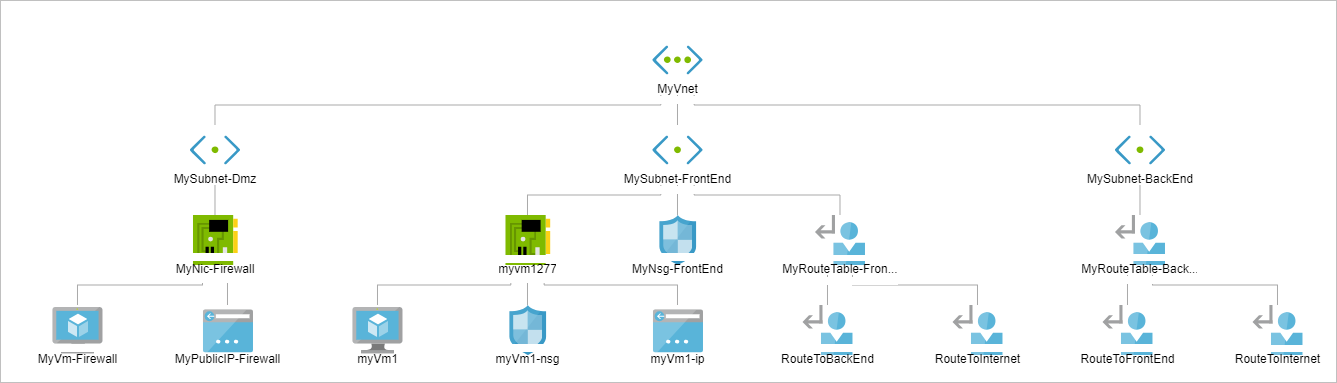 MyVnet
MySubnet-Dmz
MySubnet-FrontEnd
MySubnet-BackEnd
MyNic-Firewall
myvm1277
MyNsg-FrontEnd
MyRouteTable-Fron...
MyRouteTable-Back...
MyVm-Firewall
MyPublicIP-Firewall
myVm1
myVm1-nsg
myVm1-ip
RouteToBackEnd
RouteToInternet
RouteToFrontEnd
RouteToInternet